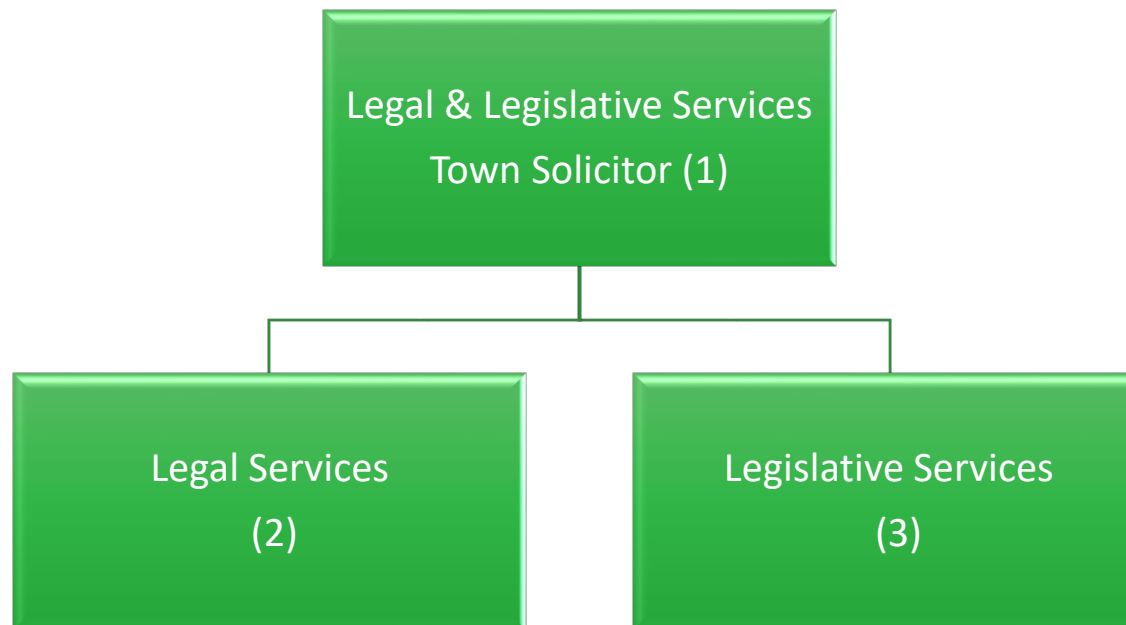 Legal & Legislative Services
Town Solicitor (1)
Legal Services
(2)
Legislative Services
(3)